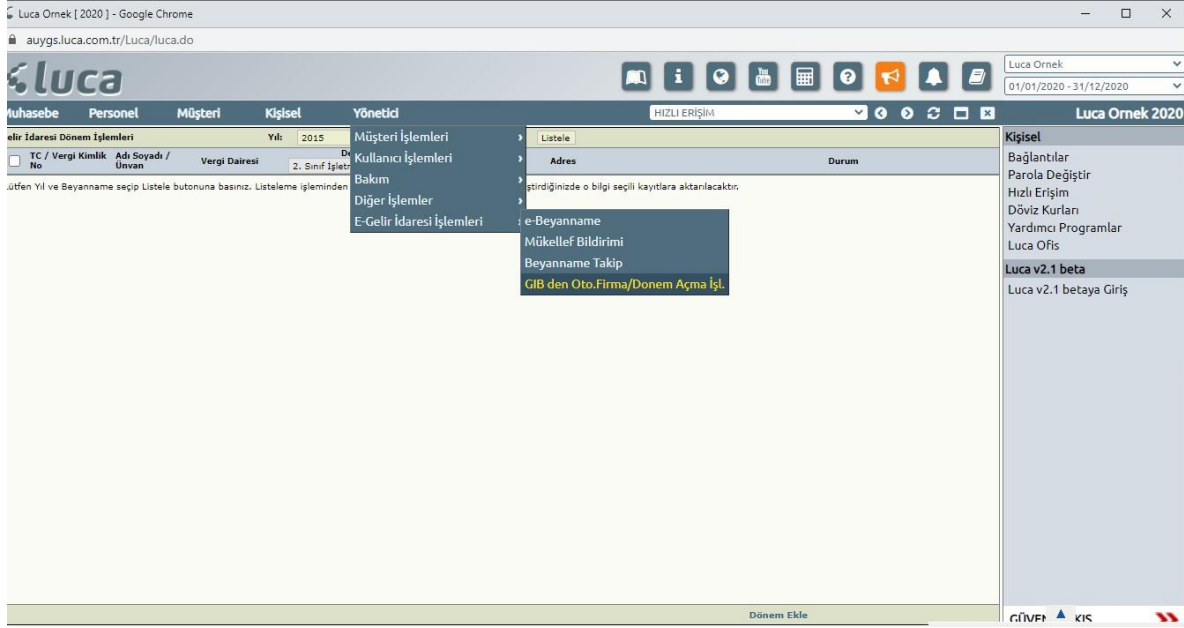 Luca Ornek [ 2020 ] - Google Chrome
auygs.luca.com.tr/Luca/luca.do
luca
You Tube
Luca Ornek
01/01/2020 - 31/12/2020
Muhasebe Personel Müşteri Kişisel Yönetici HIZLI ERİŞİM Luca Ornek 2020
elir İdaresi Dönem İşlemleri Yıl: 2015 Listele
TC / Vergi Kimlik No Adı Soyadı / Ünvan Vergi Dairesi 2. Sınıf Adres Durum
ütfen Yıl ve Beyanname seçip Listele butonuna basınız. Listeleme işleminden ştirdiğinizde o bilgi seçili kayıtlara aktarılacaktır.
Müşteri İşlemleri
Kullanıcı İşlemleri
Bakım
Diğer İşlemler
E-Gelir İdaresi İşlemleri
e-Beyanname
Mükellef Bildirimi
Beyanname Takip
GIB den Oto.Firma/Donem Açma İşl.
Kişisel
Bağlantılar
Parola Değiştir
Hızlı Erişim
Döviz Kurları
Yardımcı Programlar
Luca Ofis
Luca v2.1 beta
Luca v2.1 betaya Giriş
Dönem Ekle